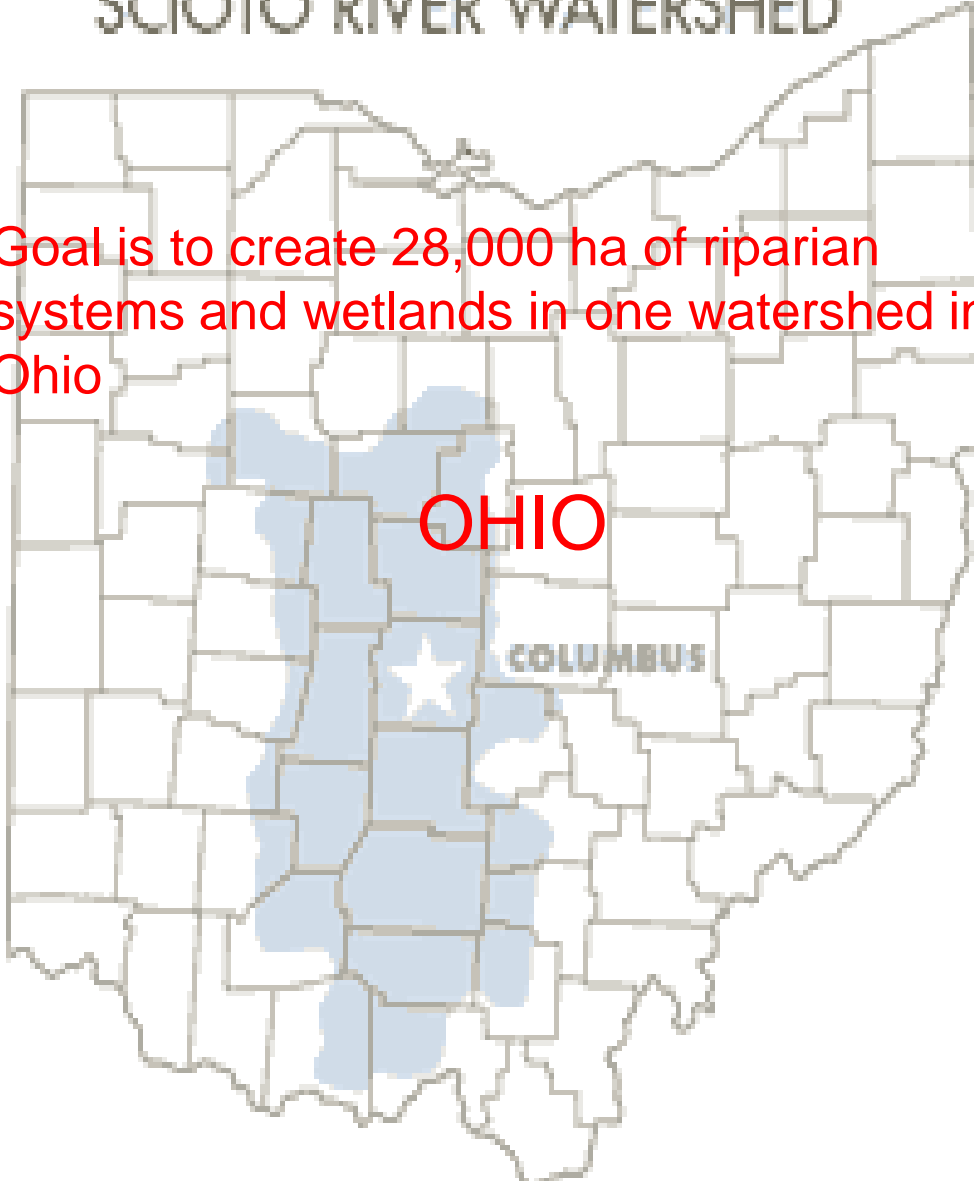 SCIOTO RIVER WATERSHED
Goal is to create 28,000 ha of riparian
systems and wetlands in one watershed in
Ohio
OHIO
COLUMBUS